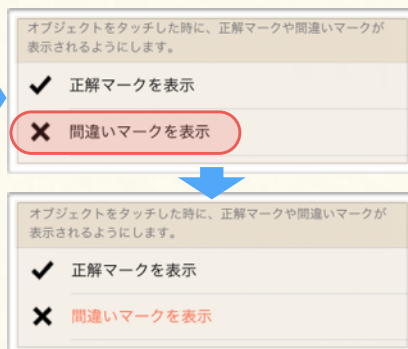 オブジェクトをタッチした時に、正解マークや間違いマークが
表示されるようにします。
正解マークを表示
間違いマークを表示
オブジェクトをタッチした時に、正解マークや間違いマークが
表示されるようにします。
正解マークを表示
間違いマークを表示